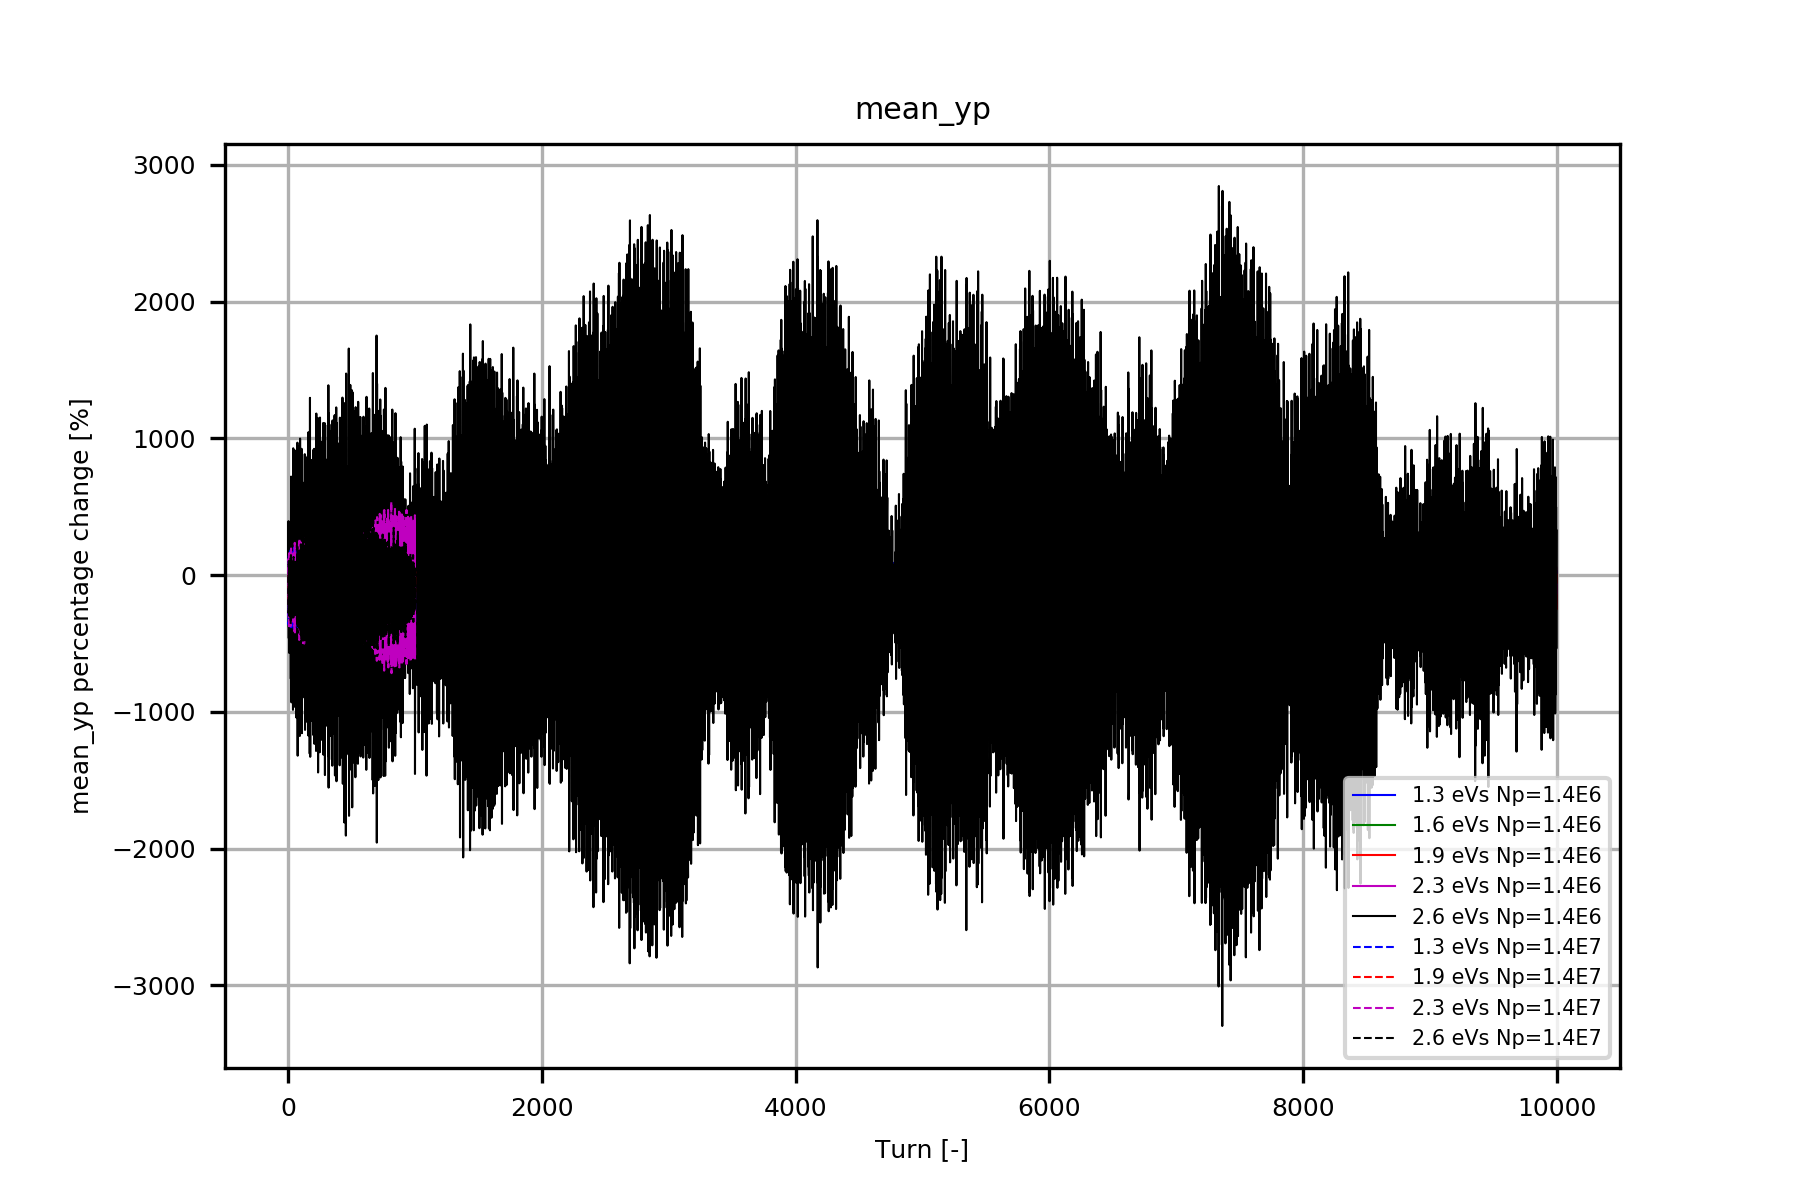 mean_yp
3000
2000
1000
0
−1000
−2000
−3000
mean_yp percentage change [%]
1.3 eVs Np=1.4E6
1.6 eVs Np=1.4E6
1.9 eVs Np=1.4E6
2.3 eVs Np=1.4E6
2.6 eVs Np=1.4E6
1.3 eVs Np=1.4E7
1.9 eVs Np=1.4E7
2.3 eVs Np=1.4E7
2.6 eVs Np=1.4E7
0 2000 4000 6000 8000 10000
Turn [-]